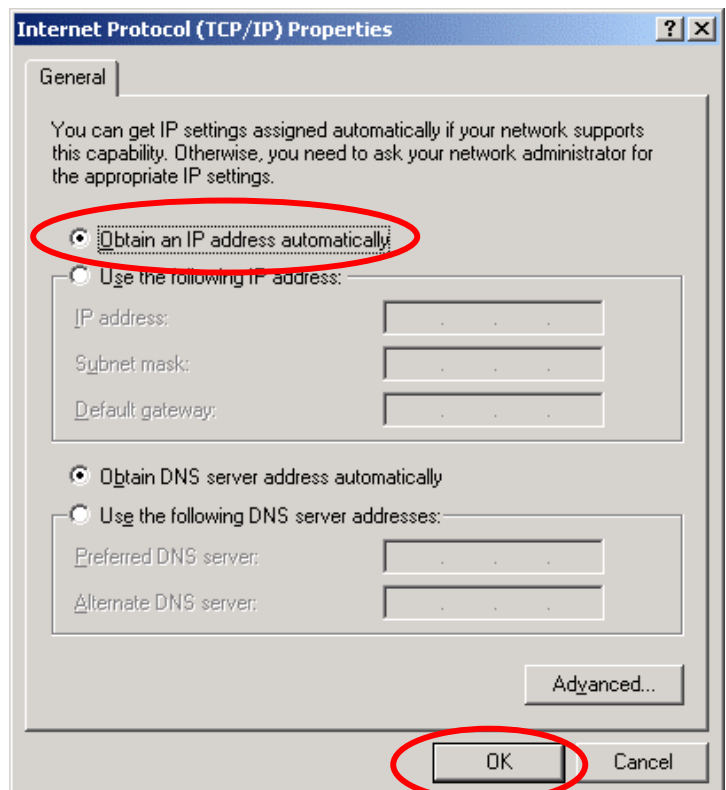 Internet Protocol (TCP/IP) Properties
General
You can get IP settings assigned automatically if your network supports
this capability. Otherwise, you need to ask your network administrator for
the appropriate IP settings.
Obtain an IP address automatically
Use the following IP address:
IP address:
Subnet mask:
Default gateway:
Obtain DNS server address automatically
Use the following DNS server addresses:
Preferred DNS server:
Alternate DNS server:
Advanced...
OK Cancel